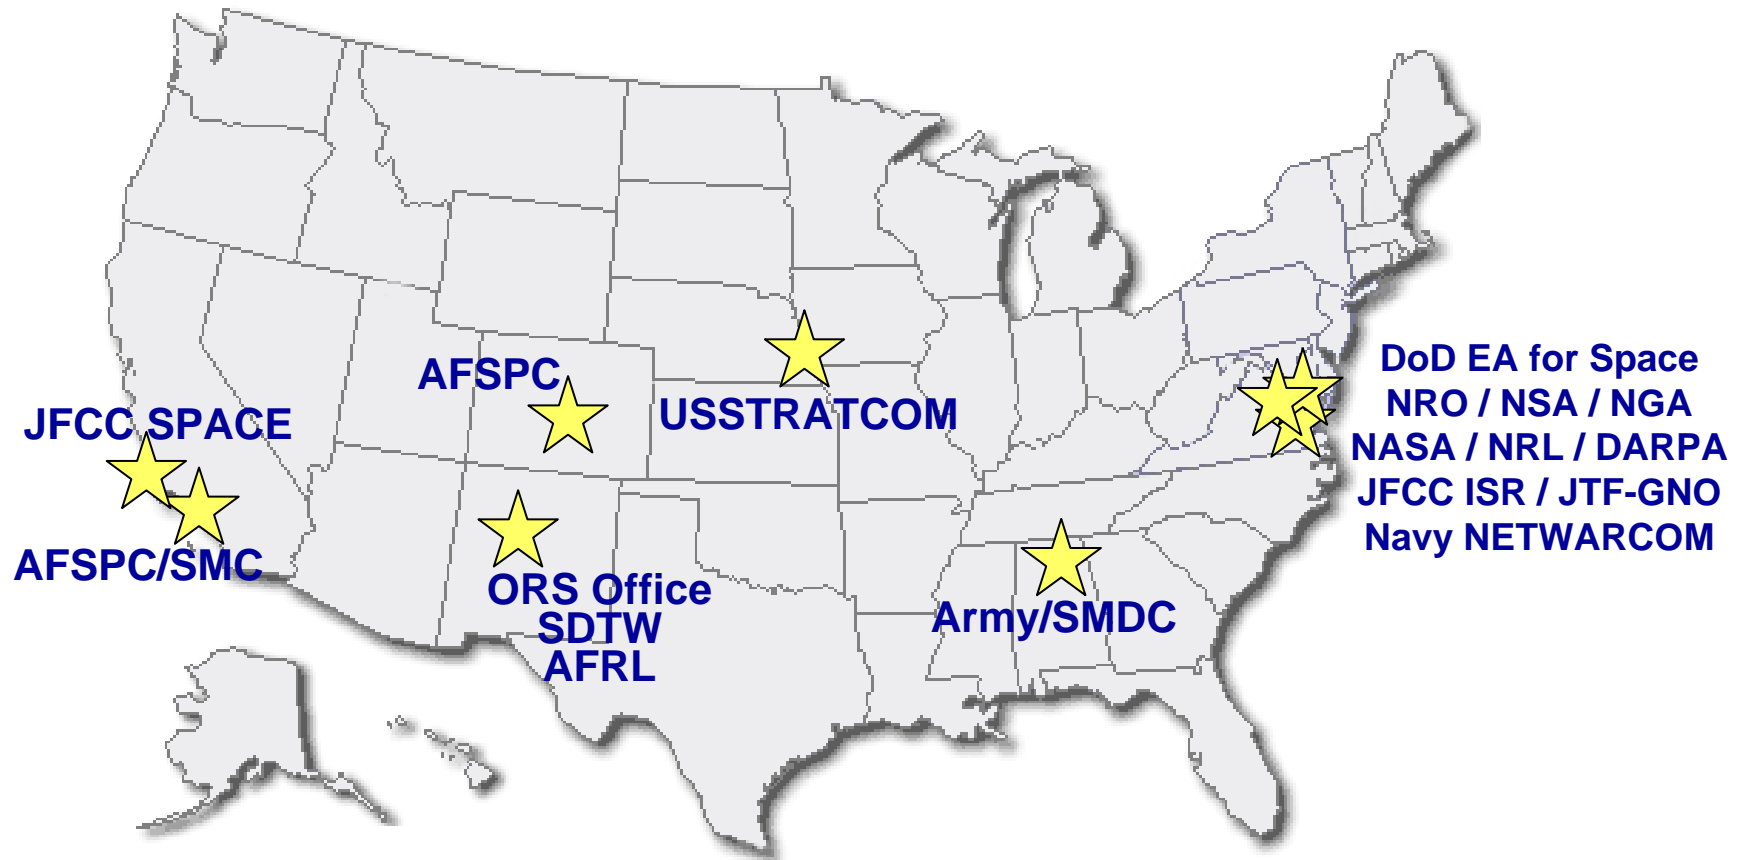 AFSPC
JFCC SPACE
USSTRATCOM
DoD EA for Space
NRO / NSA / NGA
NASA / NRL / DARPA
JFCC ISR / JTF-GNO
Navy NETWARCOM
AFSPC/SMC
ORS Office
SDTW
AFRL
Army/SMDC